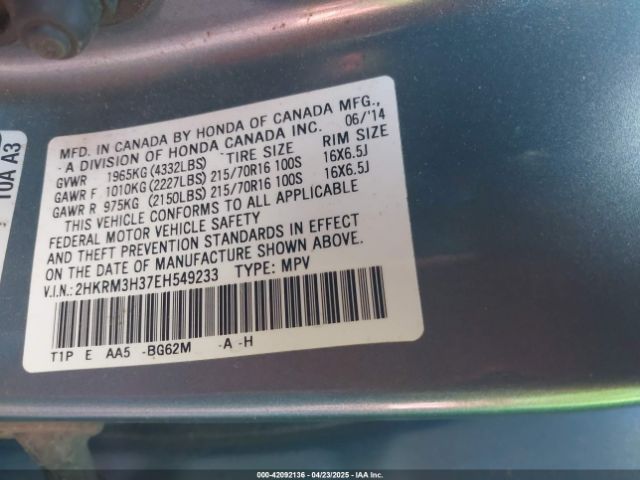 MFD. IN CANADA BY HONDA OF CANADA MFG.,
-A DIVISION OF HONDA CANADA INC. 06/'14
GVWR 1965KG (4332LBS) TIRE SIZE RIM SIZE
GAWR F 1010KG (2227LBS) 215/70R16 100S 16X6.5J
GAWR R 975KG (2150LBS) 215/70R16 100S 16X6.5J
THIS VEHICLE CONFORMS TO ALL APPLICABLE
FEDERAL MOTOR VEHICLE SAFETY
AND THEFT PREVENTION STANDARDS IN EFFECT
ON THE DATE OF MANUFACTURE SHOWN ABOVE.
V.I.N.: 2HKRM3H37EH549233 TYPE: MPV
T1P E AA5 -BG62M -A -H
10A A3
000-42092136 - 04/23/2025 - IAA Inc.